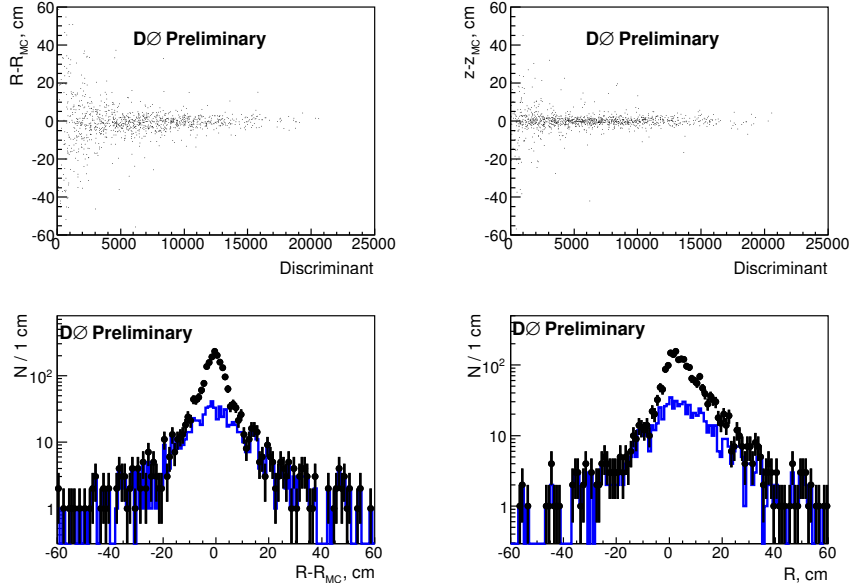 R-R_MC, cm
60
40
20
0
-20
-40
-60
DØ Preliminary
0 5000 10000 15000 20000 25000
Discriminant
z-z_MC, cm
60
40
20
0
-20
-40
-60
DØ Preliminary
0 5000 10000 15000 20000 25000
Discriminant
N / 1 cm
10²
10
1
DØ Preliminary
-60 -40 -20 0 20 40 60
R-R_MC, cm
N / 1 cm
10²
10
1
DØ Preliminary
-60 -40 -20 0 20 40 60
R, cm